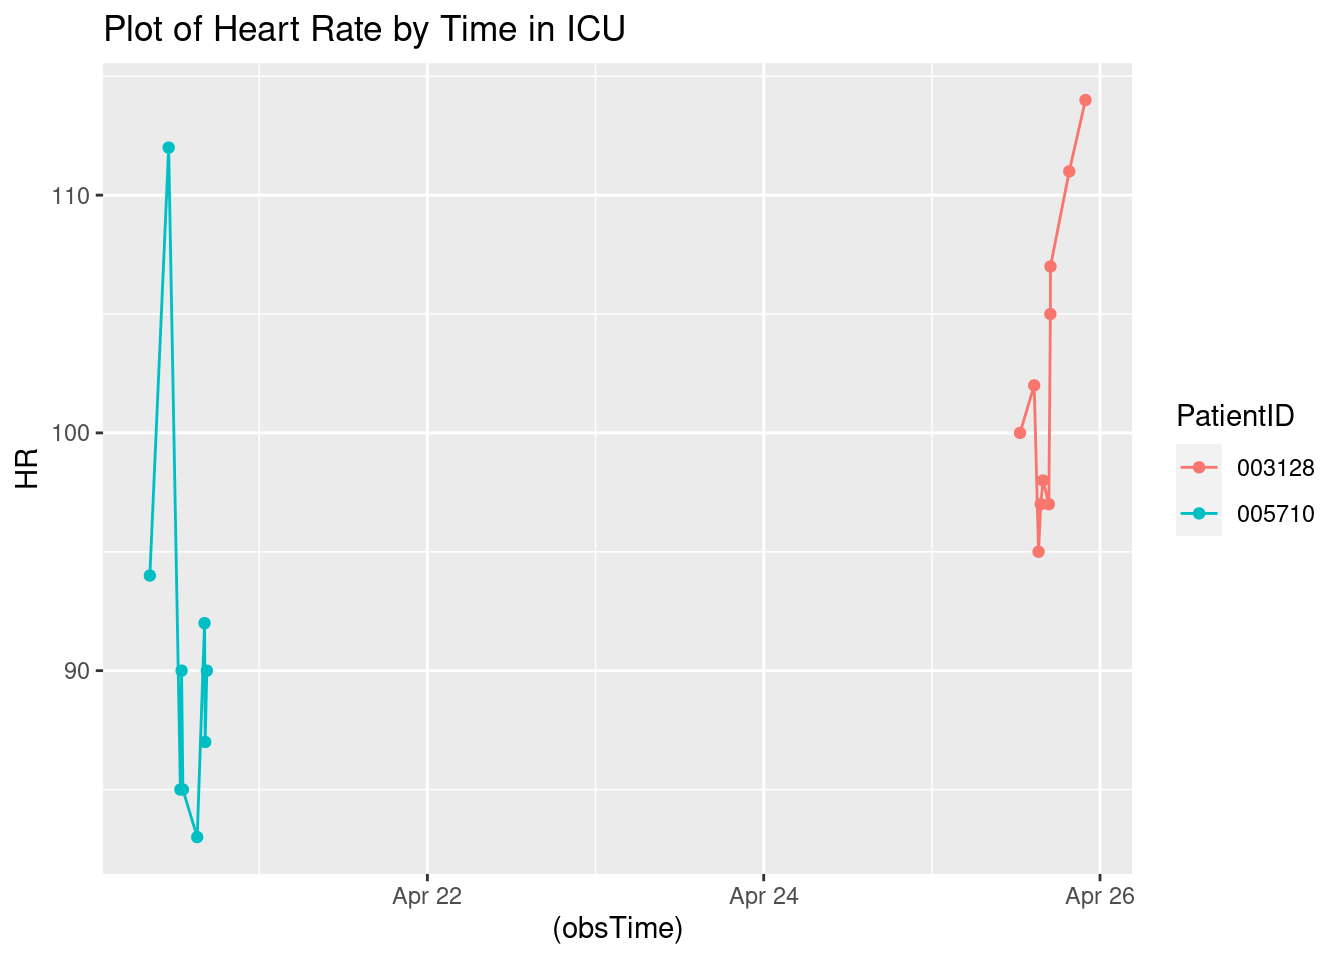 Plot of Heart Rate by Time in ICU
HR
110
100
90
Apr 22
Apr 24
Apr 26
(obsTime)
PatientID
003128
005710